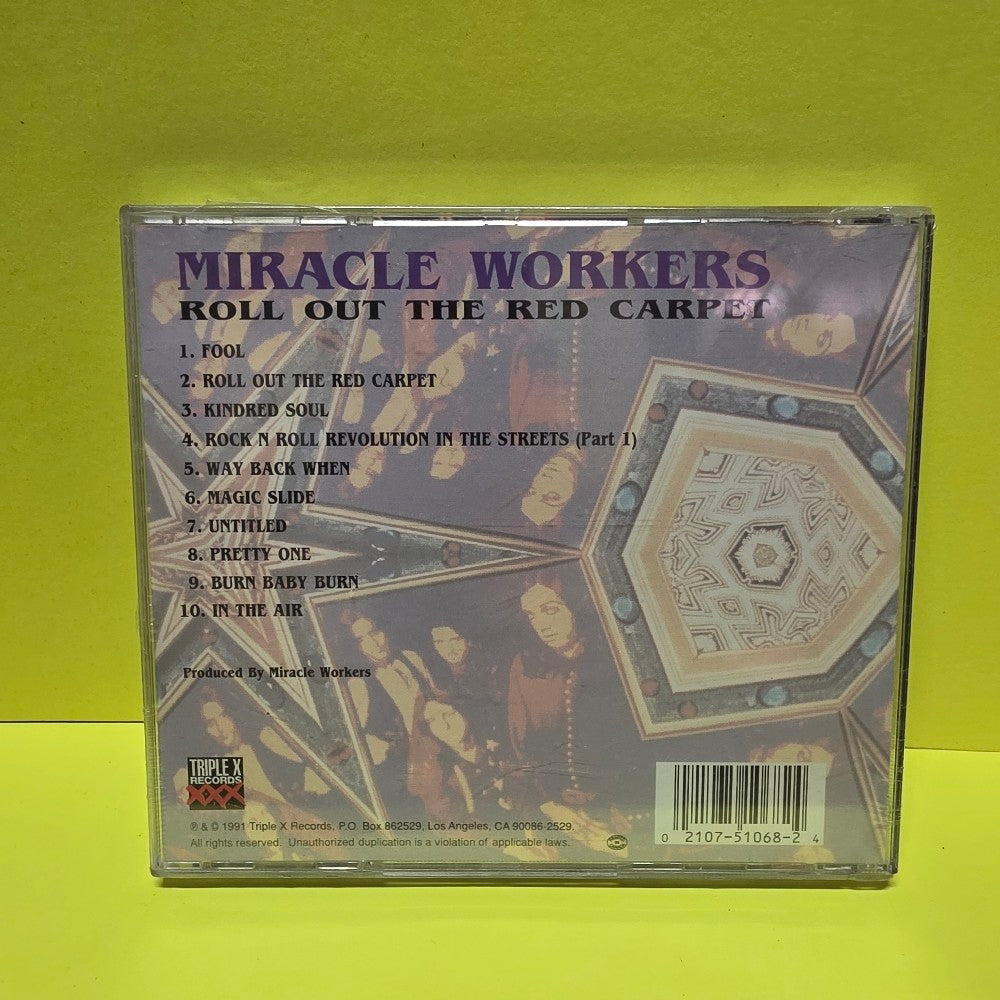 MIRACLE WORKERS
ROLL OUT THE RED CARPET
1. FOOL
2. ROLL OUT THE RED CARPET
3. KINDRED SOUL
4. ROCK N ROLL REVOLUTION IN THE STREETS (Part 1)
5. WAY BACK WHEN
6. MAGIC SLIDE
7. UNTITLED
8. PRETTY ONE
9. BURN BABY BURN
10. IN THE AIR
Produced By Miracle Workers
TRIPLE X
RECORDS
XXX
℗ & © 1991 Triple X Records, P.O. Box 862529, Los Angeles, CA 90086-2529.
All rights reserved. Unauthorized duplication is a violation of applicable laws.
0 2107-51068-2 4